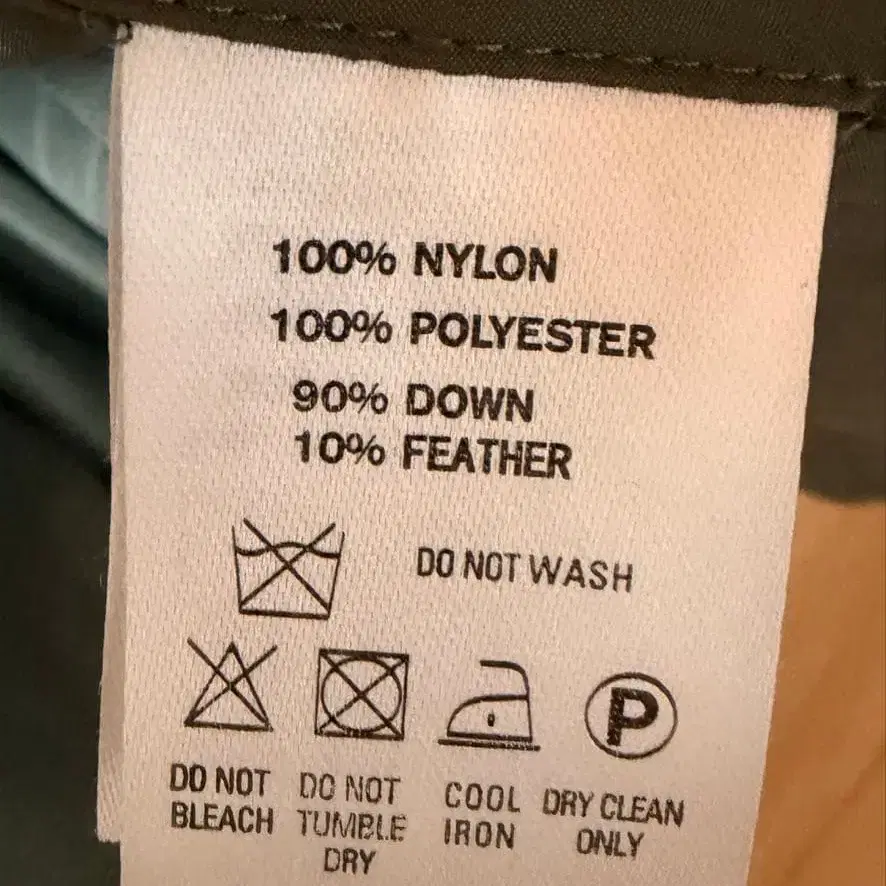 100% NYLON
100% POLYESTER
90% DOWN
10% FEATHER
DO NOT WASH
P
DO NOT BLEACH
DO NOT TUMBLE DRY
COOL IRON
DRY CLEAN ONLY